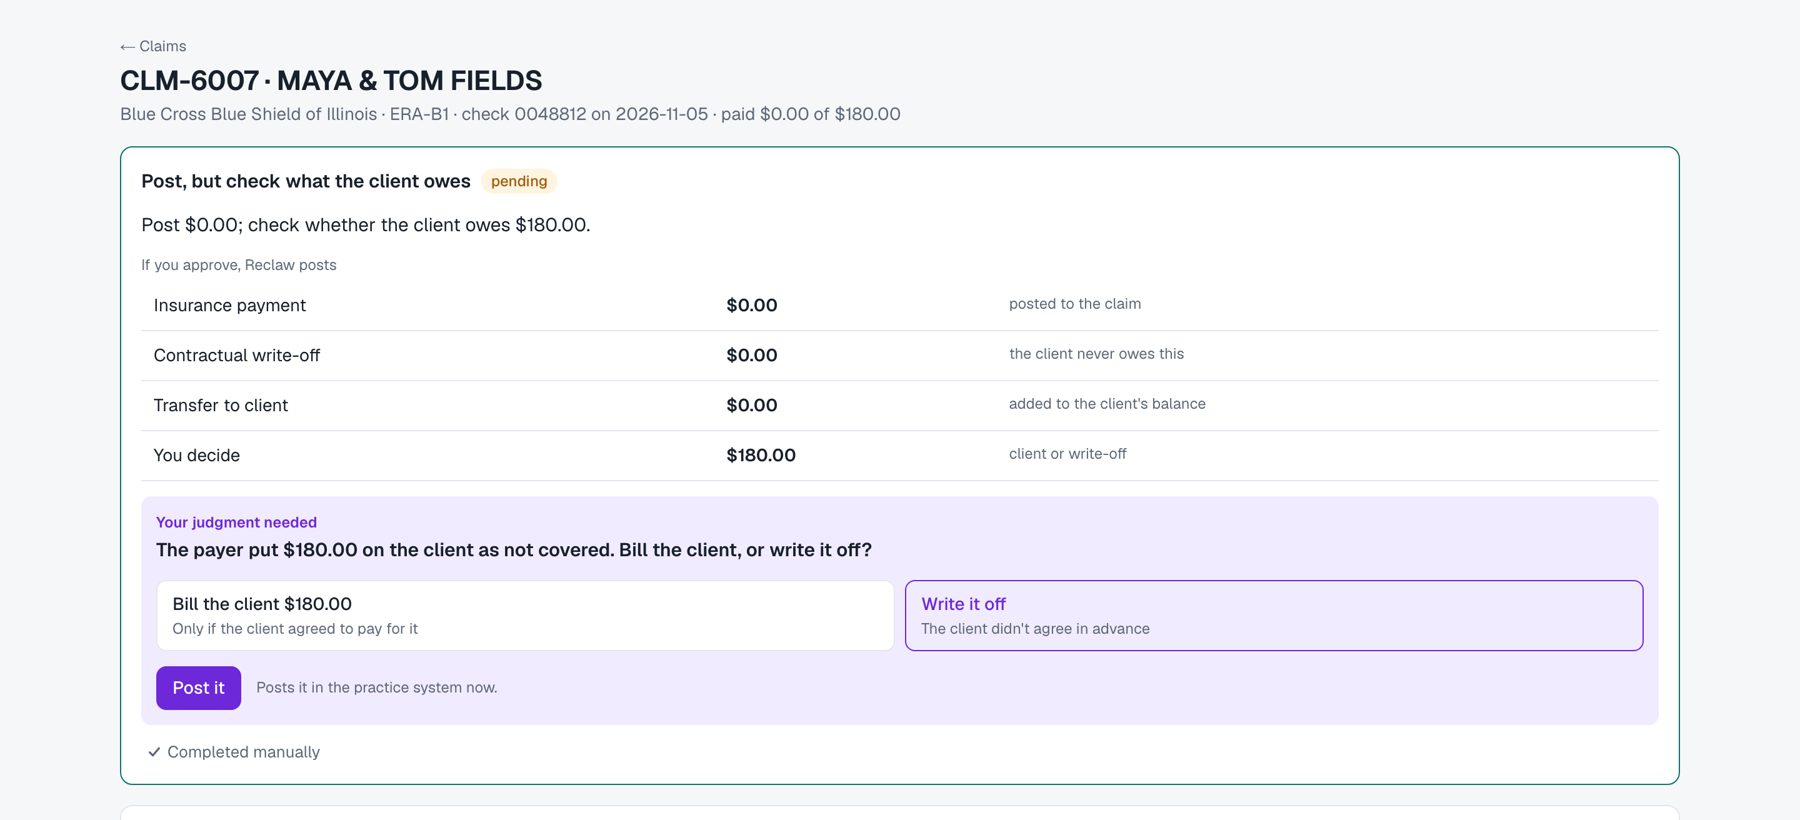 ← Claims
CLM-6007 · MAYA & TOM FIELDS
Blue Cross Blue Shield of Illinois · ERA-B1 · check 0048812 on 2026-11-05 · paid $0.00 of $180.00
Post, but check what the client owes pending
Post $0.00; check whether the client owes $180.00.
If you approve, Reclaw posts
Insurance payment $0.00 posted to the claim
Contractual write-off $0.00 the client never owes this
Transfer to client $0.00 added to the client's balance
You decide $180.00 client or write-off
Your judgment needed
The payer put $180.00 on the client as not covered. Bill the client, or write it off?
Bill the client $180.00
Only if the client agreed to pay for it
Write it off
The client didn't agree in advance
Post it Posts it in the practice system now.
✓ Completed manually